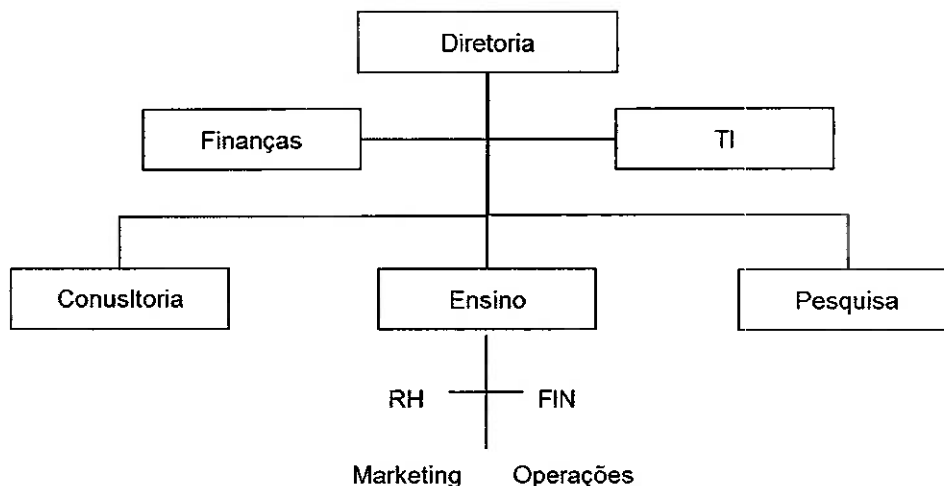 Diretoria
Finanças
TI
Conusltoria
Ensino
Pesquisa
RH
FIN
Marketing
Operações